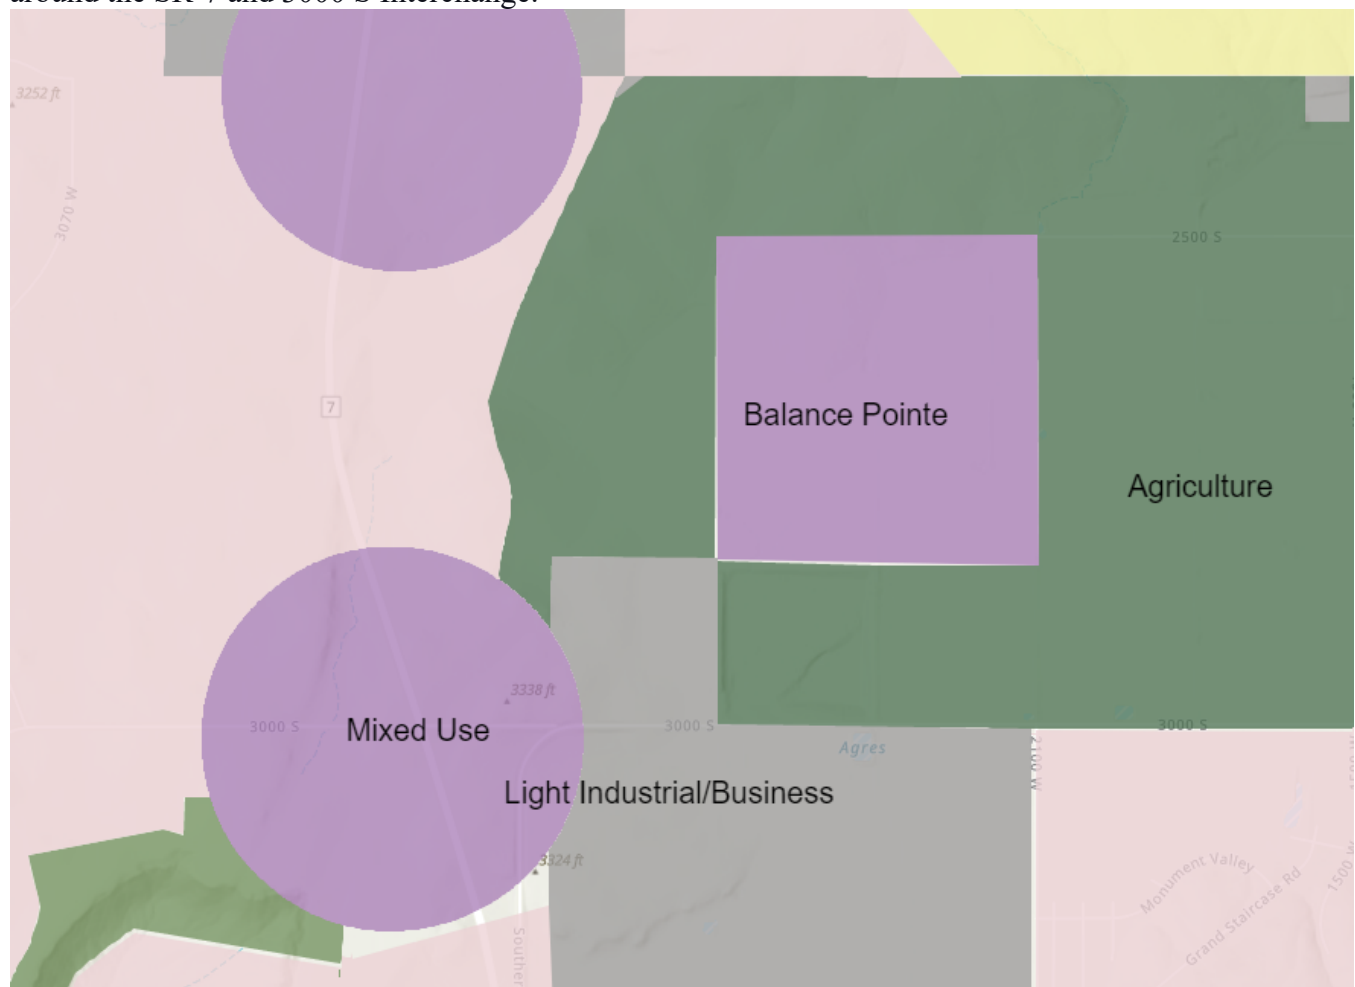 around the SR-7 and 3000 S Interchange.
3252 ft
3070 W
2500 S
7
Balance Pointe
Agriculture
3338 ft
3000 S
Mixed Use
3000 S
3000 S
Agres
2100 W
Light Industrial/Business
3324 ft
Monument Valley
1500 W
Grand Staircase Rd
Souther